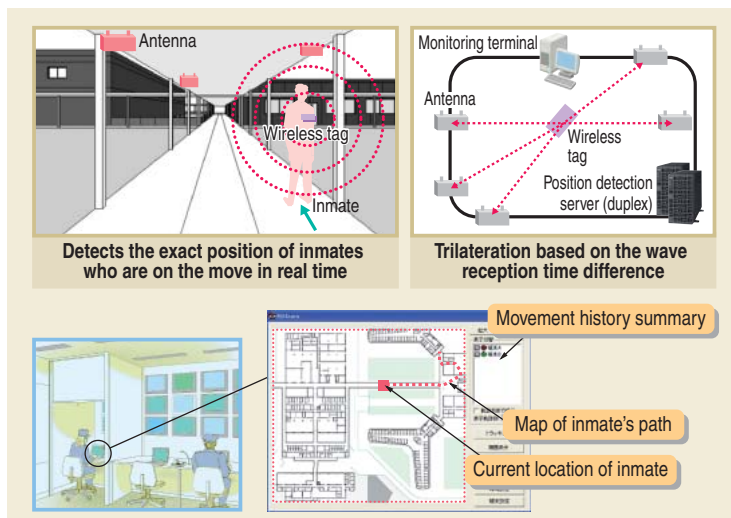 Antenna
Wireless tag
Inmate
Detects the exact position of inmates
who are on the move in real time
Monitoring terminal
Antenna
Wireless
tag
Position detection
server (duplex)
Trilateration based on the wave
reception time difference
Movement history summary
Map of inmate's path
Current location of inmate